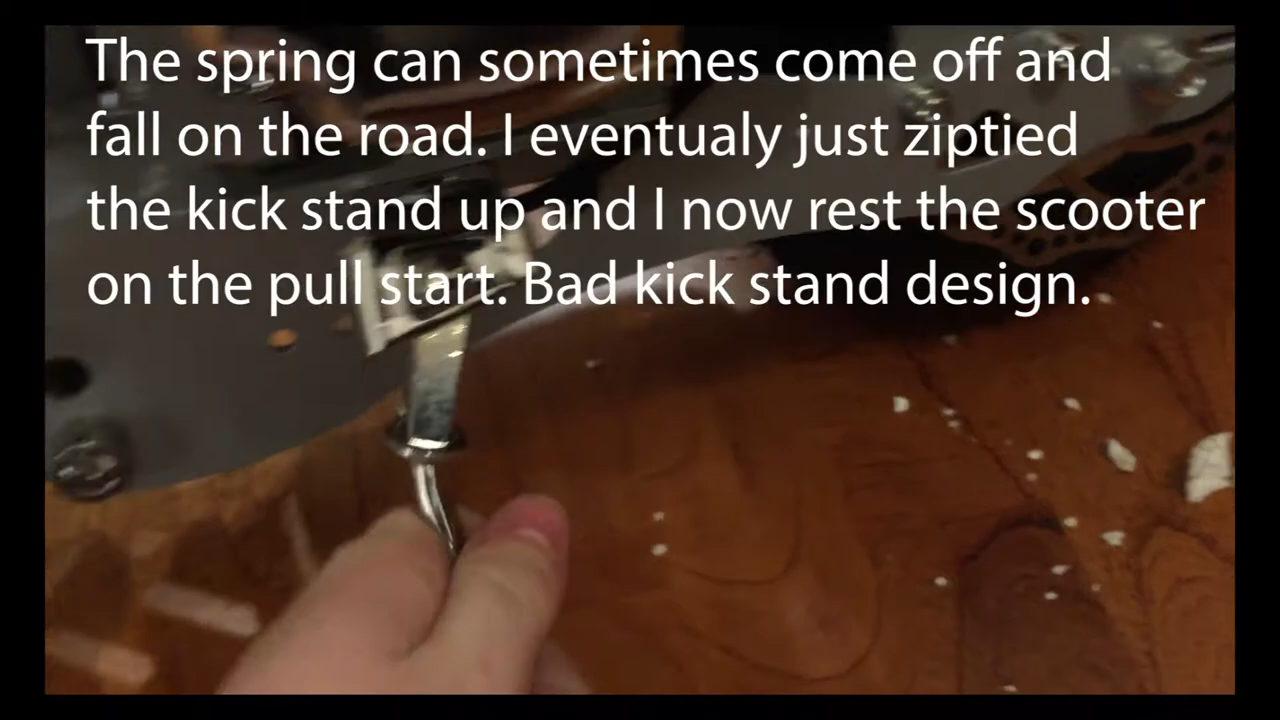 The spring can sometimes come off and
fall on the road. I eventualy just ziptied
the kick stand up and I now rest the scooter
on the pull start. Bad kick stand design.